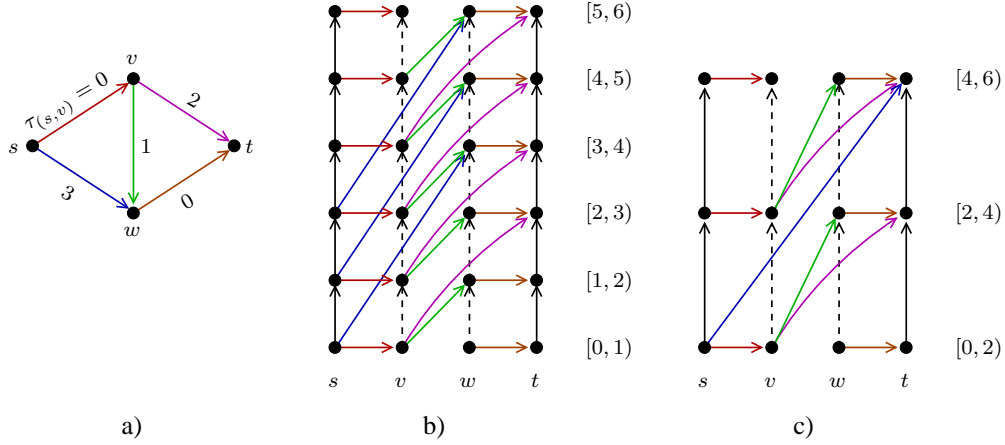 v
τ(s,v) = 0
2
s
1
t
3
0
w
a)
[5, 6)
[4, 5)
[3, 4)
[2, 3)
[1, 2)
[0, 1)
s v w t
b)
[4, 6)
[2, 4)
[0, 2)
s v w t
c)